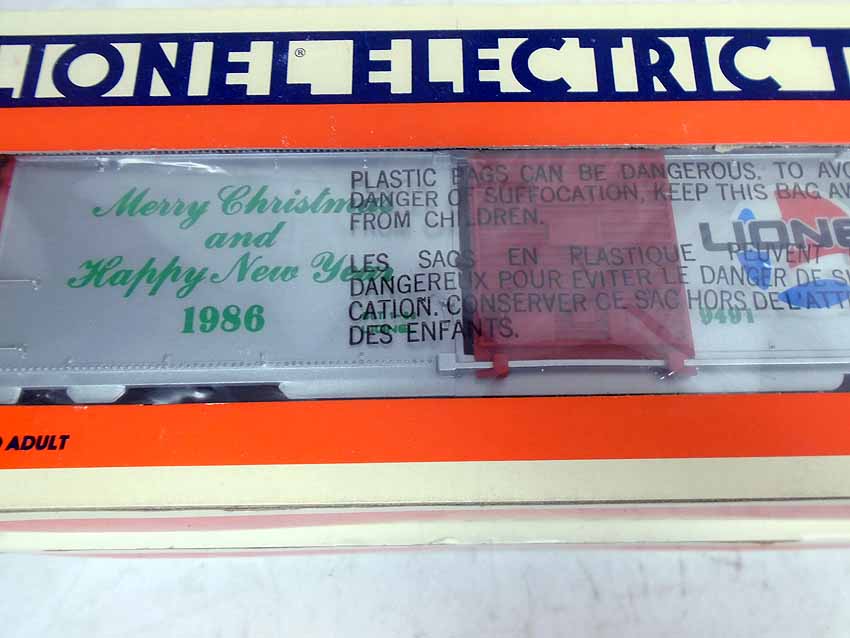 LIONEL® ELECTRIC T
Merry Christmas
and
Happy New Year
1986
LIONEL
PLASTIC BAGS CAN BE DANGEROUS. TO AVO
DANGER OF SUFFOCATION, KEEP THIS BAG AW
FROM CHILDREN.
LES SACS EN PLASTIQUE PEUVENT
DANGEREUX POUR EVITER LE DANGER DE SU
CATION. CONSERVER CE SAC HORS DE L'ATT
DES ENFANTS.
LIONE
9491
ADULT